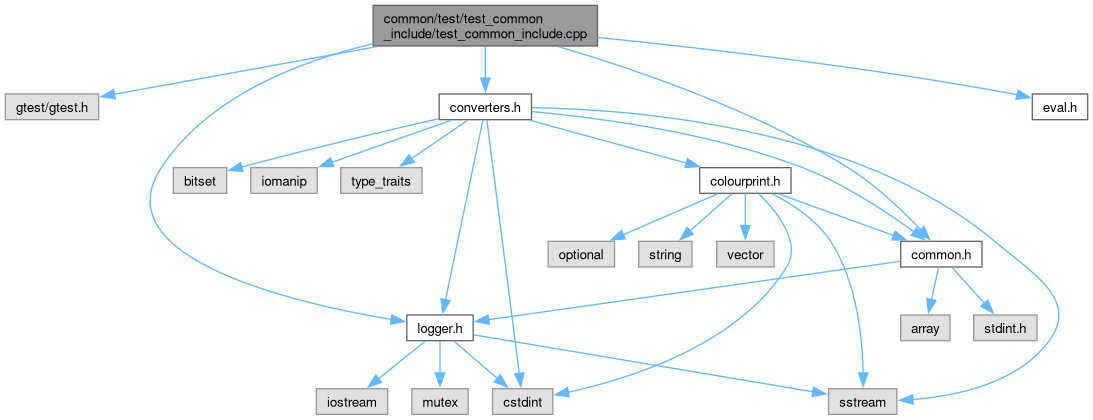 common/test/test_common
_include/test_common_include.cpp
gtest/gtest.h
converters.h
eval.h
bitset
iomanip
type_traits
colourprint.h
optional
string
vector
common.h
logger.h
array
stdint.h
iostream
mutex
cstdint
sstream